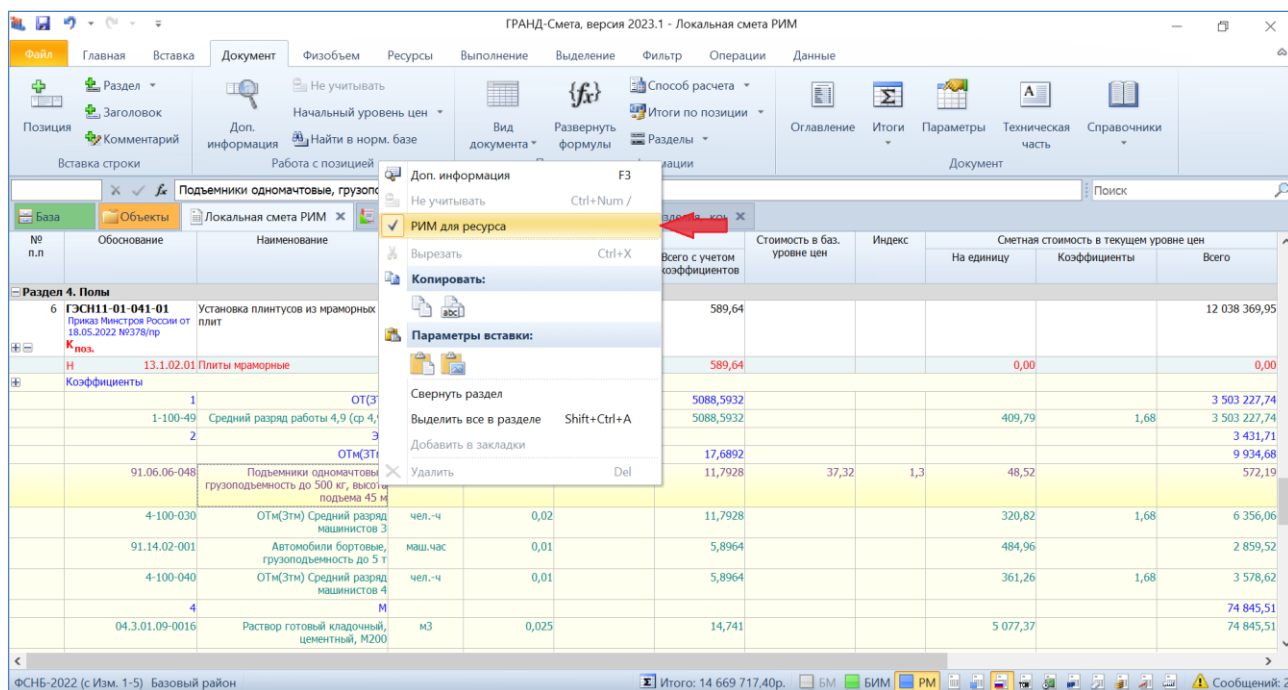 ГРАНД-Смета, версия 2023.1 - Локальная смета РИМ
Файл Главная Вставка Документ Физобъем Ресурсы Выполнение Выделение Фильтр Операции Данные
Позиция
Раздел
Заголовок
Комментарий
Вставка строки
Доп. информация
Не учитывать
Начальный уровень цен
Найти в норм. базе
Работа с позицией
Вид документа
Развернуть формулы
Способ расчета
Итоги по позиции
Разделы
Оглавление
Итоги
Параметры
Техническая часть
Справочники
Документ
fx Подъемники одномачтовые, Поиск
База Объекты Локальная смета РИМ
Доп. информация F3
Не учитывать Ctrl+Num /
РИМ для ресурса
Вырезать Ctrl+X
Копировать:
abc
Параметры вставки:
Свернуть раздел
Выделить все в разделе Shift+Ctrl+A
Добавить в закладки
Удалить Del
№ п.п Обоснование Наименование Всего с учетом коэффициентов Стоимость в баз. уровне цен Индекс Сметная стоимость в текущем уровне цен
На единицу Коэффициенты Всего
Раздел 4. Полы
6 ГЭСН11-01-041-01 Установка плинтусов из мраморных плит 589,64 12 038 369,95
Приказ Минстроя России от 18.05.2022 №378/пр
Кпоз.
Н 13.1.02.01 Плиты мраморные 589,64 0,00 0,00
Коэффициенты
1 5088,5932 3 503 227,74
1-100-49 Средний разряд работы 4,9 5088,5932 409,79 1,68 3 503 227,74
2 3 431,71
17,6892 9 934,68
91.06.06-048 Подъемники одномачтовые, грузоподъемность до 500 кг, высота подъема 45 м 11,7928 37,32 1,3 48,52 572,19
4-100-030 ОТм(Зтм) Средний разряд машинистов 3 чел.-ч 0,02 11,7928 320,82 1,68 6 356,06
91.14.02-001 Автомобили бортовые, грузоподъемность до 5 т маш.час 0,01 5,8964 484,96 2 859,52
4-100-040 ОТм(Зтм) Средний разряд машинистов 4 чел.-ч 0,01 5,8964 361,26 1,68 3 578,62
4 М 74 845,51
04.3.01.09-0016 Раствор готовый кладочный, цементный, М200 м3 0,025 14,741 5 077,37 74 845,51
ФСНБ-2022 (с Изм. 1-5) Базовый район Итого: 14 669 717,40р. БМ БИМ РМ Сообщений: 2